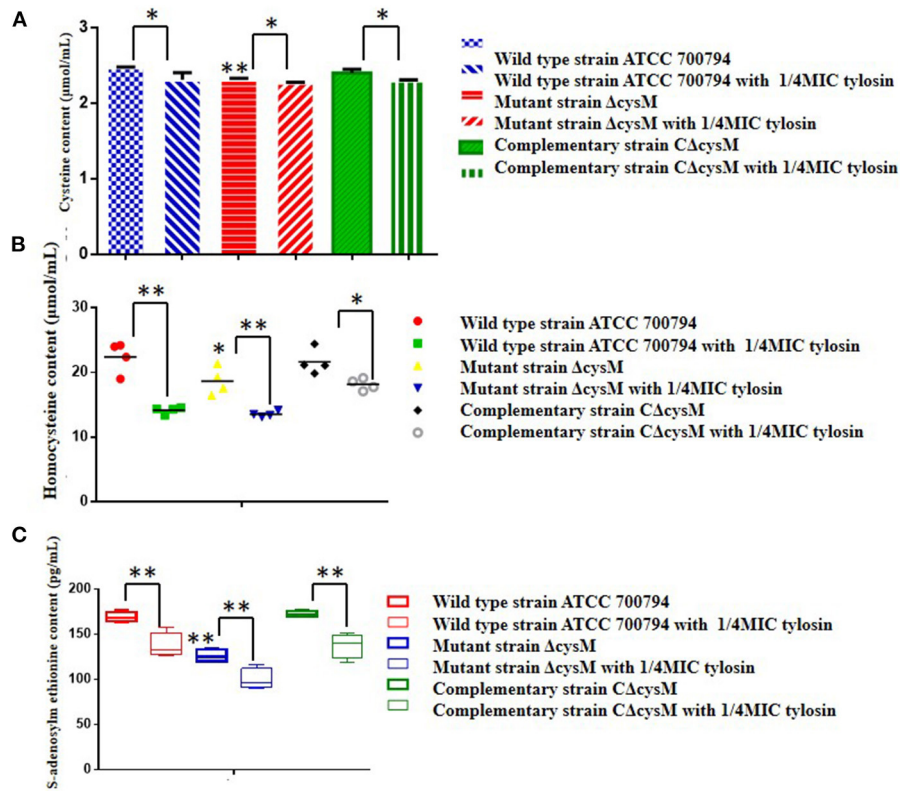 A
Cysteine content (μmol/mL)
3
2
1
0
*
**
*
*
Wild type strain ATCC 700794
Wild type strain ATCC 700794 with 1/4MIC tylosin
Mutant strain ΔcysM
Mutant strain ΔcysM with 1/4MIC tylosin
Complementary strain CΔcysM
Complementary strain CΔcysM with 1/4MIC tylosin
B
Homocysteine content (μmol/mL)
30
20
10
0
**
*
**
*
Wild type strain ATCC 700794
Wild type strain ATCC 700794 with 1/4MIC tylosin
Mutant strain ΔcysM
Mutant strain ΔcysM with 1/4MIC tylosin
Complementary strain CΔcysM
Complementary strain CΔcysM with 1/4MIC tylosin
C
S-adenosylm ethionine content (pg/mL)
200
150
100
50
0
**
**
**
**
Wild type strain ATCC 700794
Wild type strain ATCC 700794 with 1/4MIC tylosin
Mutant strain ΔcysM
Mutant strain ΔcysM with 1/4MIC tylosin
Complementary strain CΔcysM
Complementary strain CΔcysM with 1/4MIC tylosin